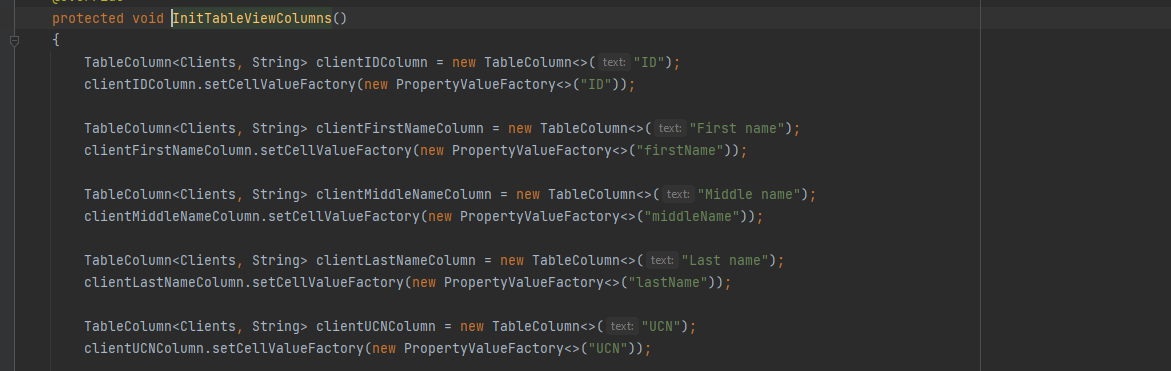 @Override
protected void InitTableViewColumns()
{
TableColumn<Clients, String> clientIDColumn = new TableColumn<>( text: "ID");
clientIDColumn.setCellValueFactory(new PropertyValueFactory<>("ID"));
TableColumn<Clients, String> clientFirstNameColumn = new TableColumn<>( text: "First name");
clientFirstNameColumn.setCellValueFactory(new PropertyValueFactory<>("firstName"));
TableColumn<Clients, String> clientMiddleNameColumn = new TableColumn<>( text: "Middle name");
clientMiddleNameColumn.setCellValueFactory(new PropertyValueFactory<>("middleName"));
TableColumn<Clients, String> clientLastNameColumn = new TableColumn<>( text: "Last name");
clientLastNameColumn.setCellValueFactory(new PropertyValueFactory<>("lastName"));
TableColumn<Clients, String> clientUCNColumn = new TableColumn<>( text: "UCN");
clientUCNColumn.setCellValueFactory(new PropertyValueFactory<>("UCN"));